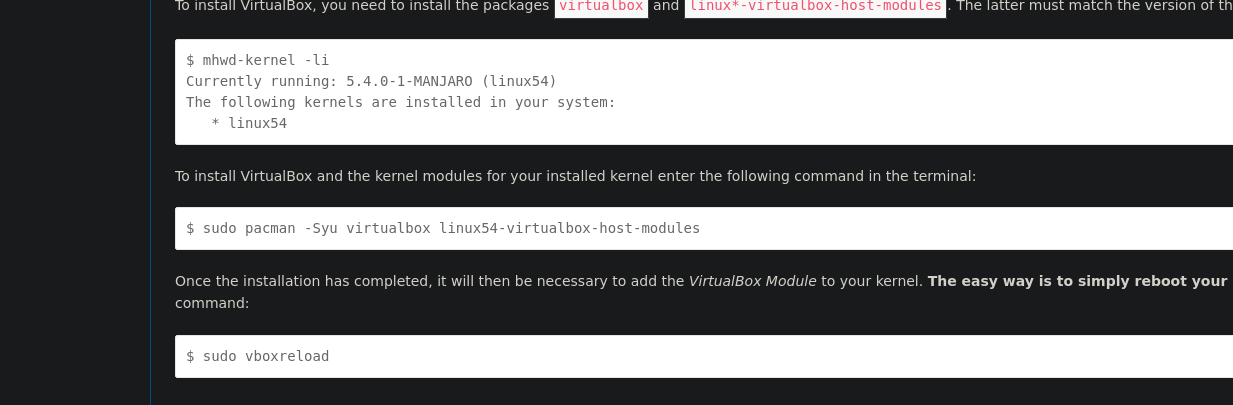 To install VirtualBox, you need to install the packages virtualbox and linux*-virtualbox-host-modules. The latter must match the version of th
$ mhwd-kernel -li
Currently running: 5.4.0-1-MANJARO (linux54)
The following kernels are installed in your system:
   * linux54
To install VirtualBox and the kernel modules for your installed kernel enter the following command in the terminal:
$ sudo pacman -Syu virtualbox linux54-virtualbox-host-modules
Once the installation has completed, it will then be necessary to add the VirtualBox Module to your kernel. The easy way is to simply reboot your
command:
$ sudo vboxreload